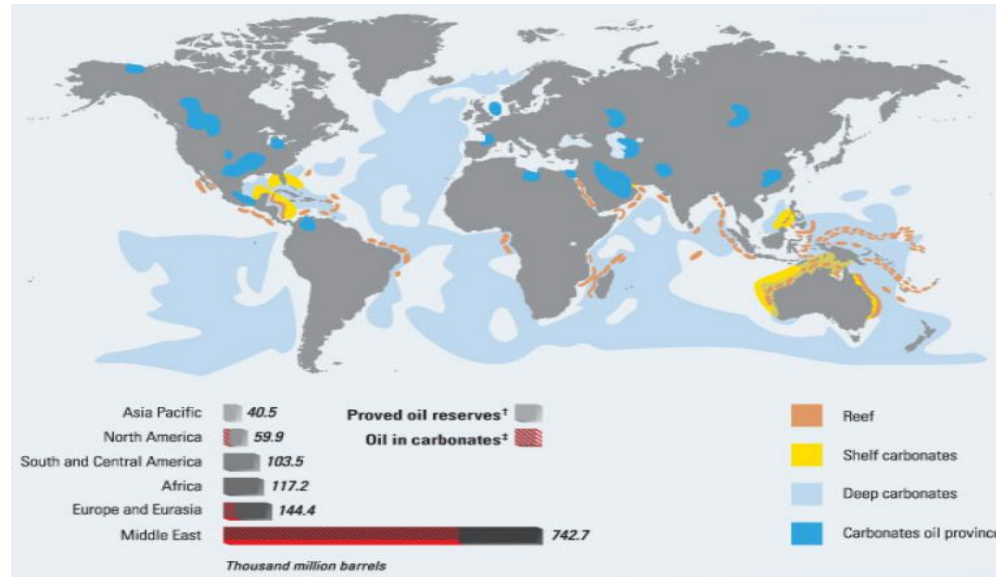 Asia Pacific 40.5
North America 59.9
South and Central America 103.5
Africa 117.2
Europe and Eurasia 144.4
Middle East 742.7
Thousand million barrels
Proved oil reserves†
Oil in carbonates‡
Reef
Shelf carbonates
Deep carbonates
Carbonates oil province